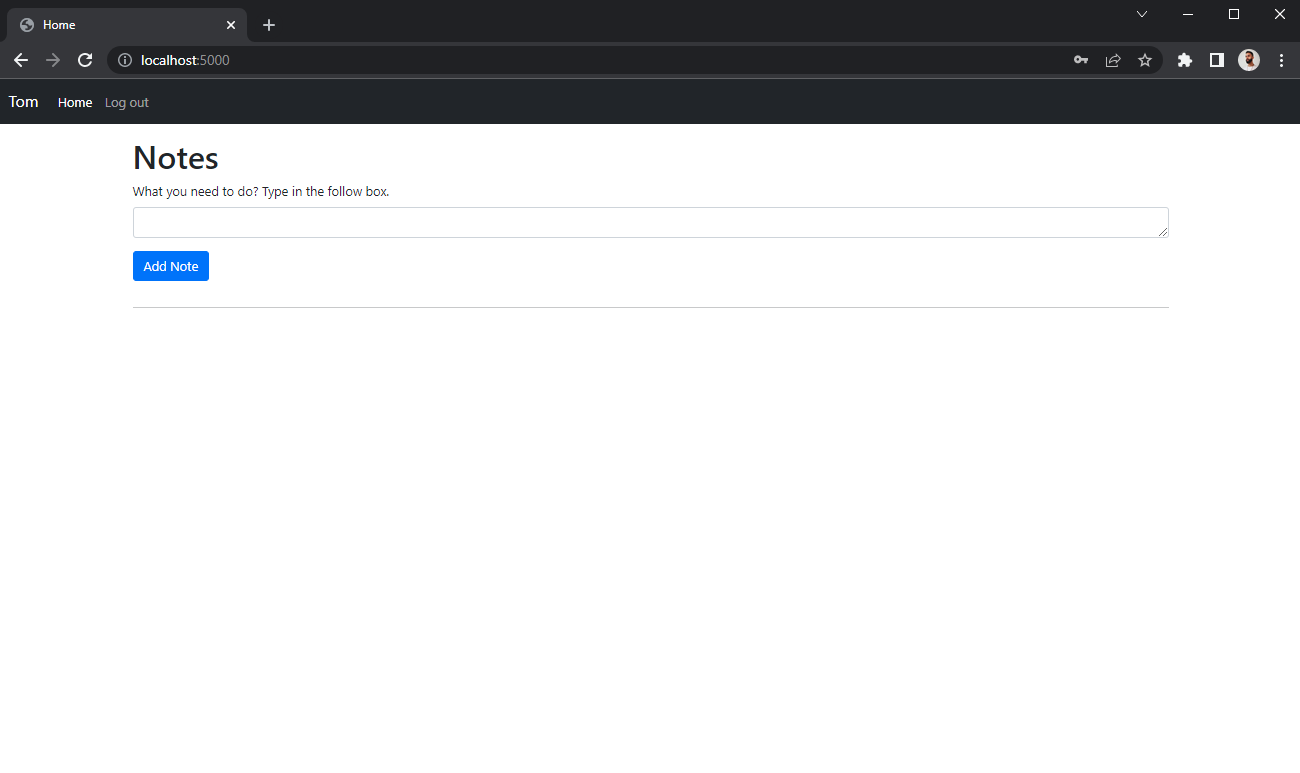 Home
localhost:5000
Tom Home Log out
Notes
What you need to do? Type in the follow box.
Add Note